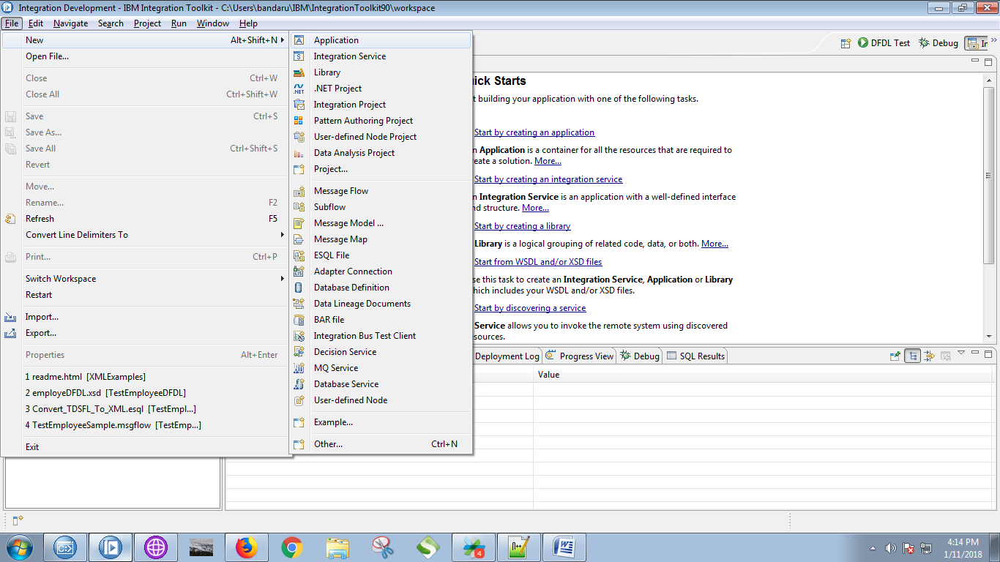 Integration Development - IBM Integration Toolkit - C:\Users\bandaru\IBM\IntegrationToolkit90\workspace
File Edit Navigate Search Project Run Window Help
New Alt+Shift+N
Open File...
Close Ctrl+W
Close All Ctrl+Shift+W
Save Ctrl+S
Save As...
Save All Ctrl+Shift+S
Revert
Move...
Rename... F2
Refresh F5
Convert Line Delimiters To
Print... Ctrl+P
Switch Workspace
Restart
Import...
Export...
Properties Alt+Enter
1 readme.html [XMLExamples]
2 employeDFDL.xsd [TestEmployeeDFDL]
3 Convert_TDSFL_To_XML.esql [TestEmpl...]
4 TestEmployeeSample.msgflow [TestEmp...]
Exit
Application
Integration Service
Library
.NET Project
Integration Project
Pattern Authoring Project
User-defined Node Project
Data Analysis Project
Project...
Message Flow
Subflow
Message Model ...
Message Map
ESQL File
Adapter Connection
Database Definition
Data Lineage Documents
BAR file
Integration Bus Test Client
Decision Service
MQ Service
Database Service
User-defined Node
Example...
Other... Ctrl+N
DFDL Test Debug Ir
uick Starts
t building your application with one of the following tasks.
Start by creating an application
n Application is a container for all the resources that are required to
reate a solution. More...
Start by creating an integration service
n Integration Service is an application with a well-defined interface
nd structure. More...
Start by creating a library
Library is a logical grouping of related code, data, or both. More...
Start from WSDL and/or XSD files
se this task to create an Integration Service, Application or Library
hich includes your WSDL and/or XSD files.
Start by discovering a service
Service allows you to invoke the remote system using discovered
esources.
Deployment Log Progress View Debug SQL Results
Value
4:14 PM
1/11/2018